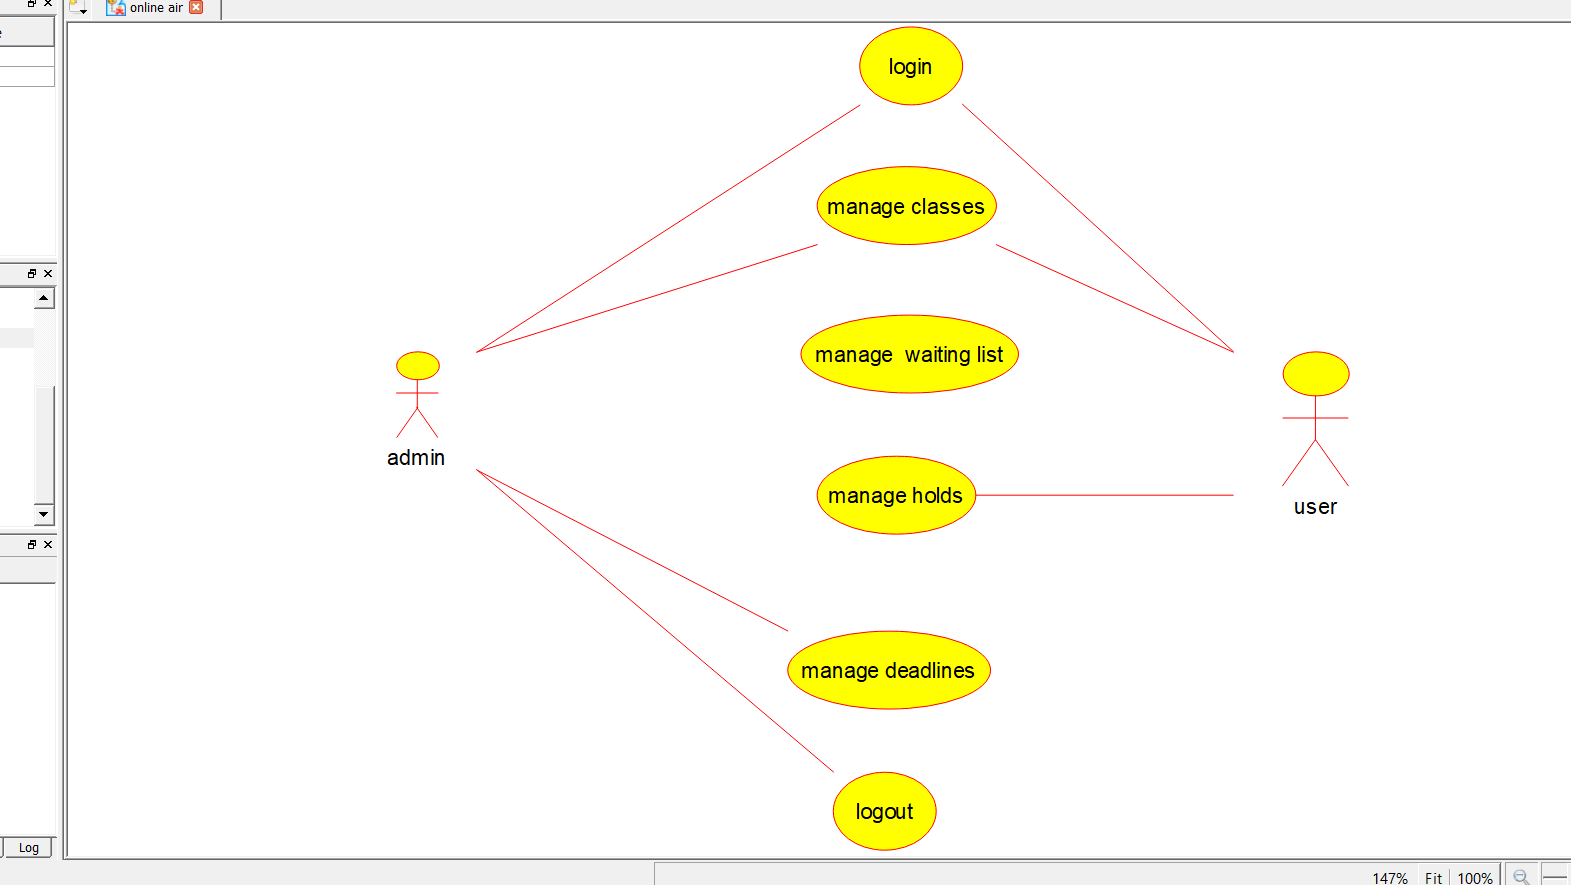 online air
login
manage classes
manage  waiting list
admin
manage holds
user
manage deadlines
logout
Log
147%
Fit
100%